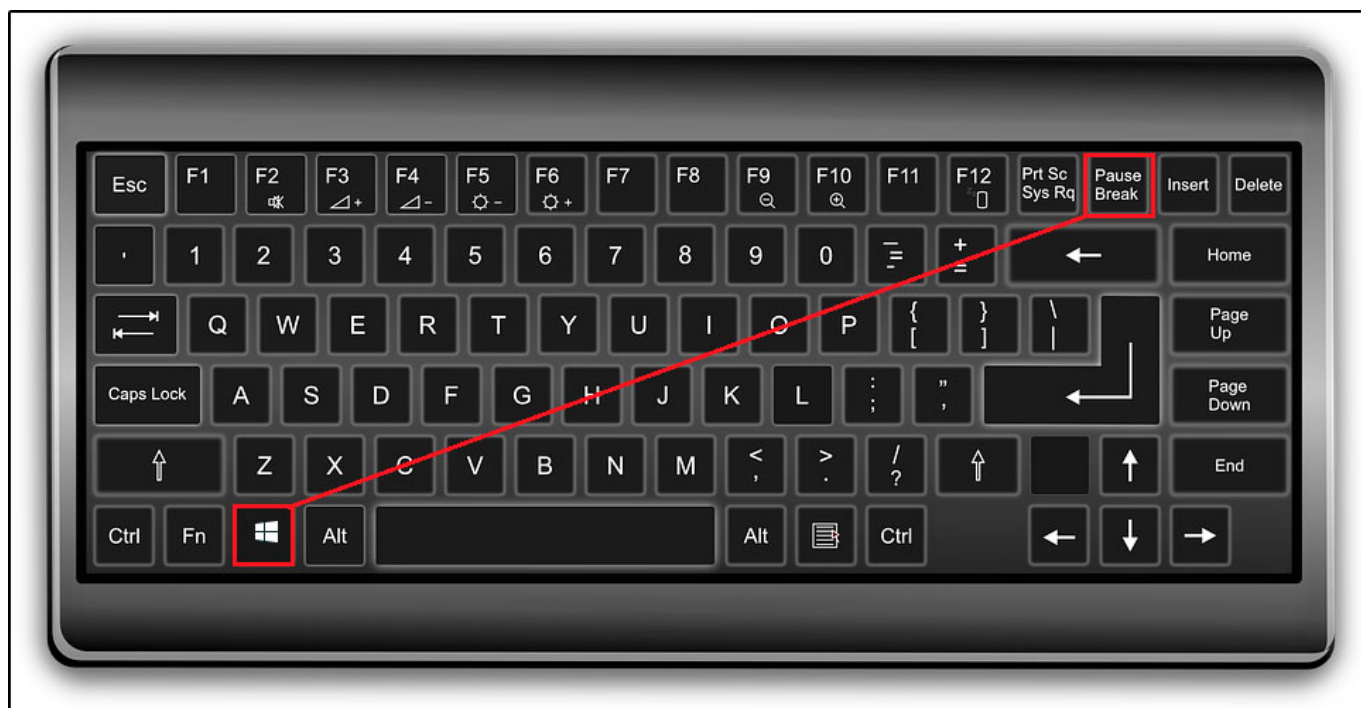 Esc F1 F2 F3 F4 F5 F6 F7 F8 F9 F10 F11 F12 Prt Sc Pause Insert Delete
Sys Rq Break
' 1 2 3 4 5 6 7 8 9 0 - = + = Home
Q W E R T Y U I O P { [ } ] \ | Page
Up
Caps Lock A S D F G H J K L : ; " , Page
Down
Z X C V B N M < , > . / ? End
Ctrl Fn Alt Alt Ctrl